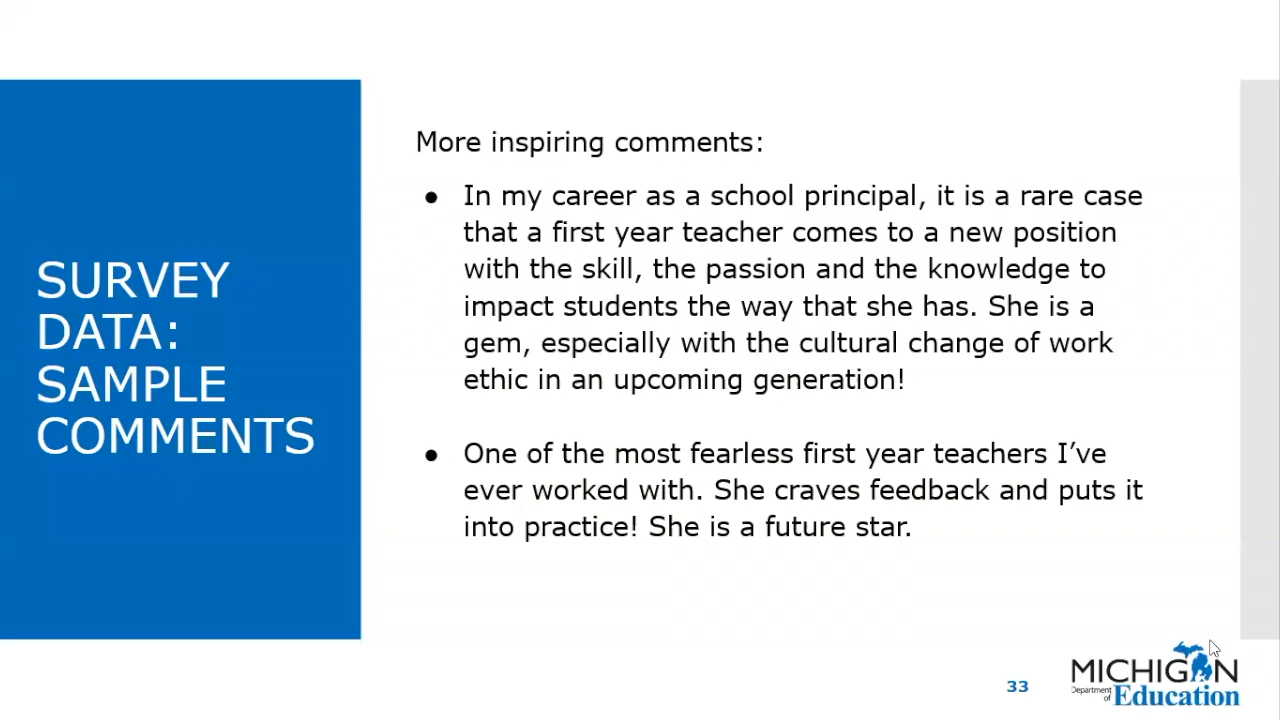 SURVEY
DATA:
SAMPLE
COMMENTS
More inspiring comments:
● In my career as a school principal, it is a rare case
that a first year teacher comes to a new position
with the skill, the passion and the knowledge to
impact students the way that she has. She is a
gem, especially with the cultural change of work
ethic in an upcoming generation!
● One of the most fearless first year teachers I’ve
ever worked with. She craves feedback and puts it
into practice! She is a future star.
33
MICHIGAN
Department
of Education